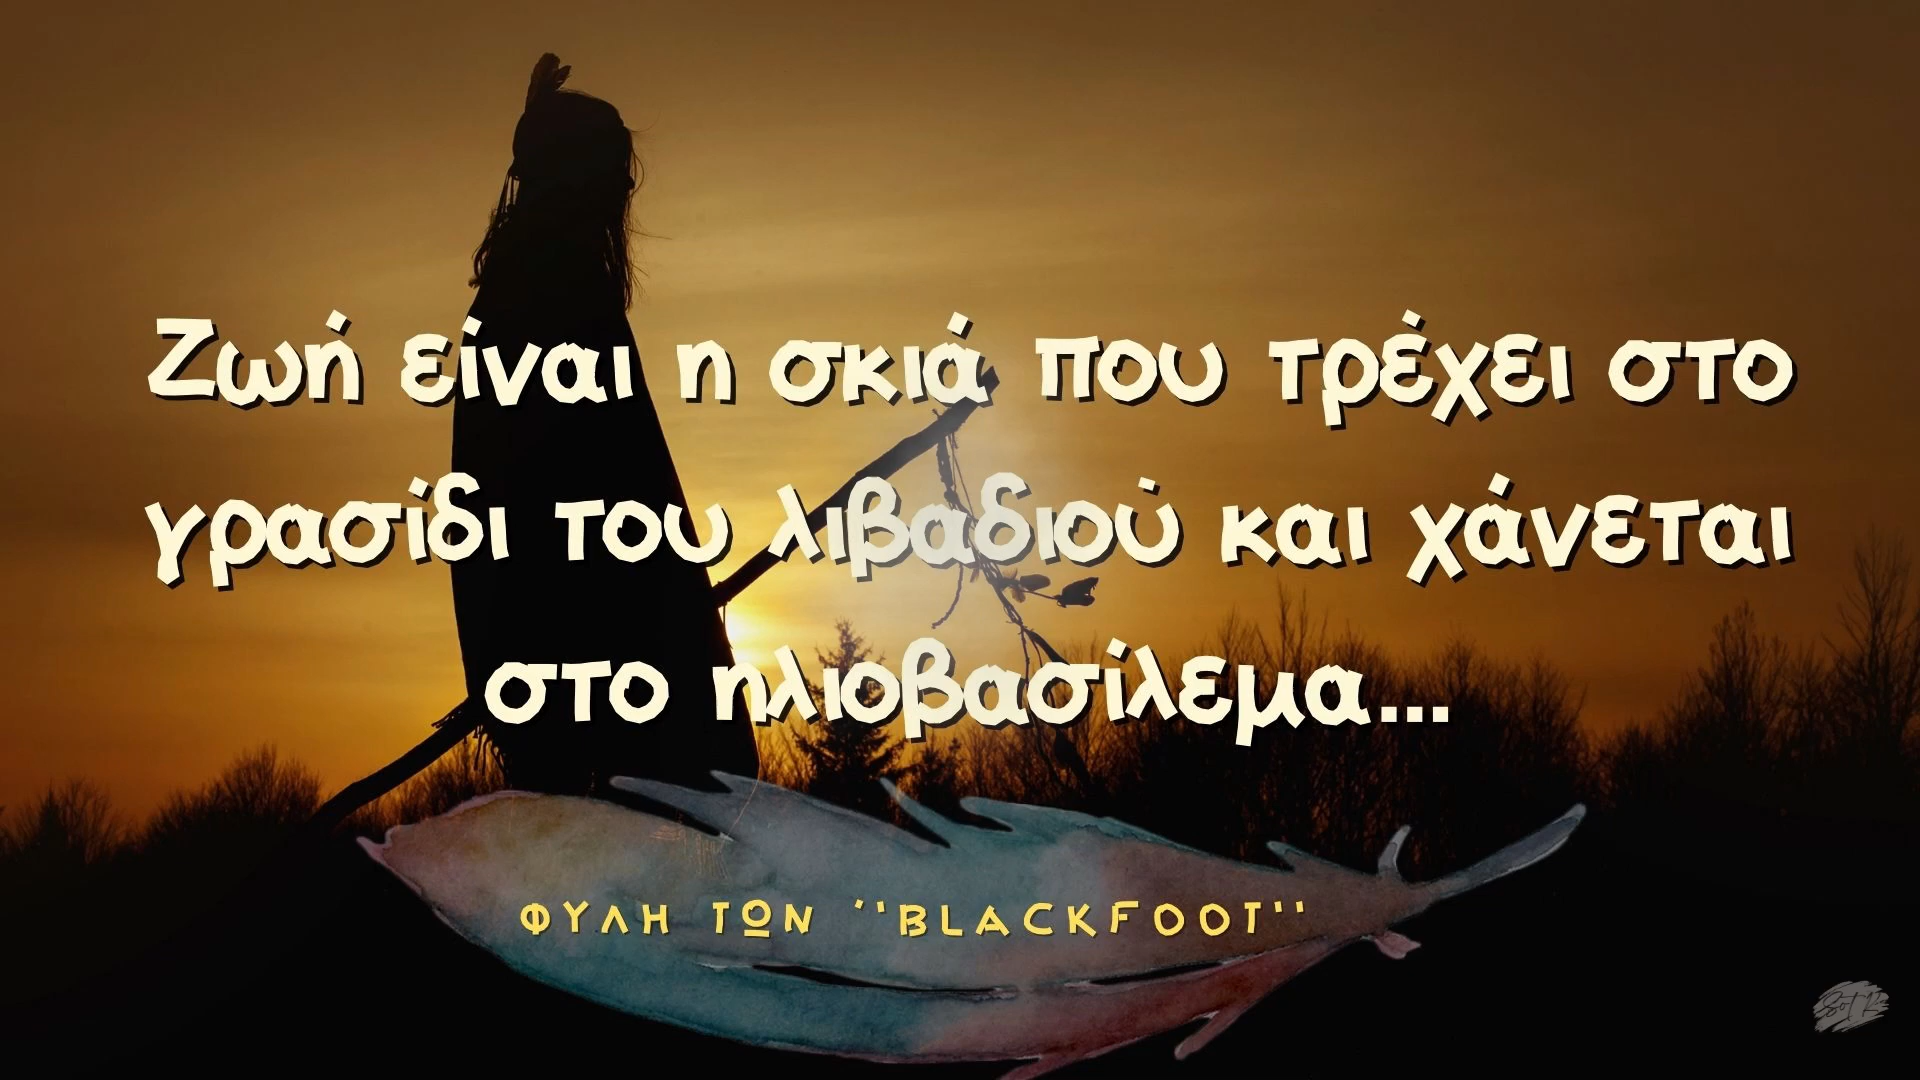 Ζωή είναι η σκιά που τρέχει στο
γρασίδι του λιβαδιού και χάνεται
στο ηλιοβασίλεμα...
ΦΥΛΗ ΤΩΝ ''BLACKFOOT''